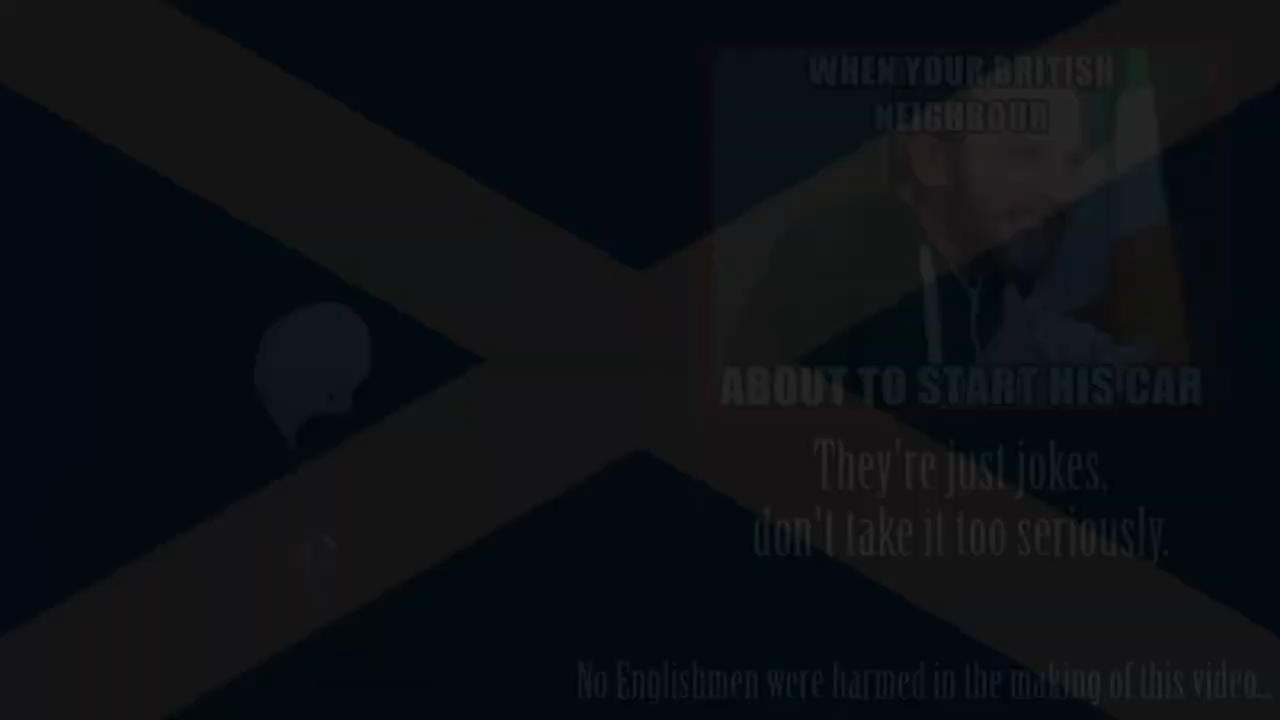 WHEN YOUR BRITISH
NEIGHBOUR
ABOUT TO START HIS CAR
They're just jokes,
don't take it too seriously.
No Englishmen were harmed in the making of this video...